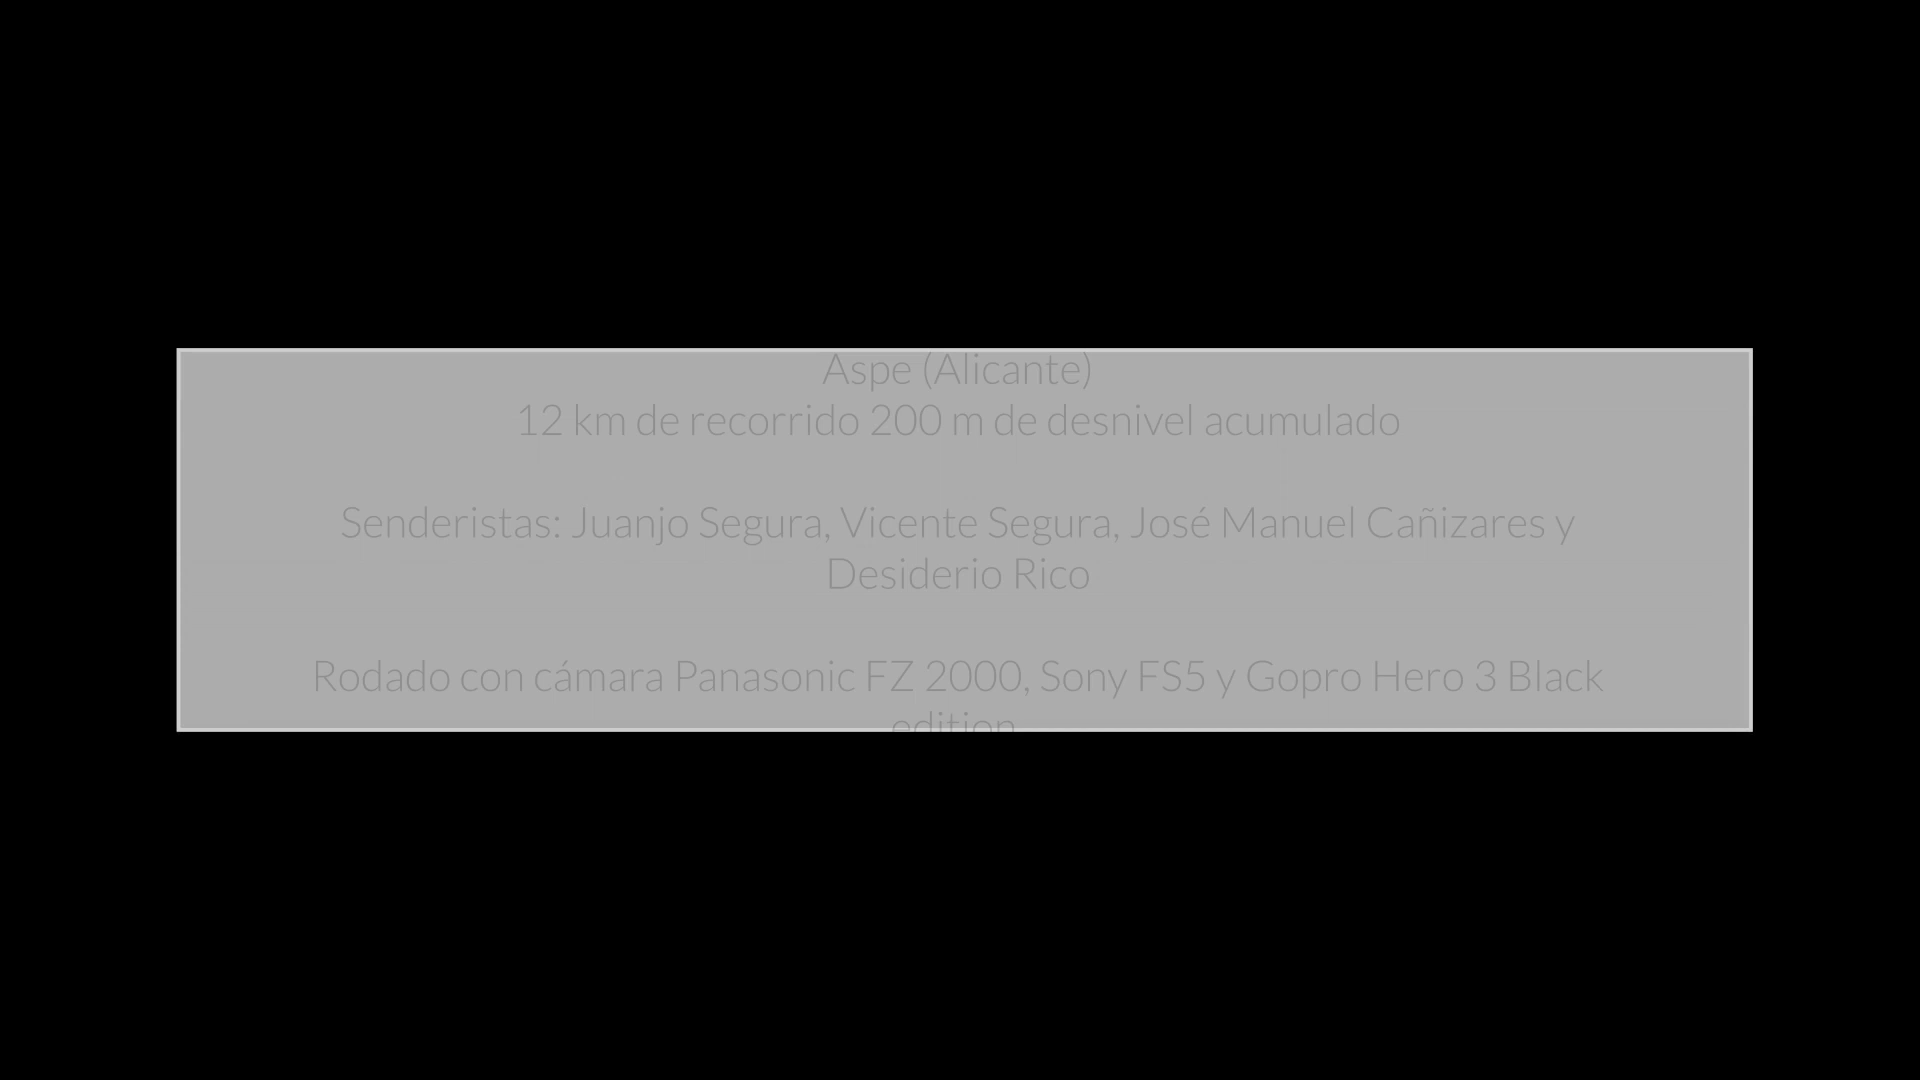 Aspe (Alicante)
12 km de recorrido 200 m de desnivel acumulado
Senderistas: Juanjo Segura, Vicente Segura, José Manuel Cañizares y
Desiderio Rico
Rodado con cámara Panasonic FZ 2000, Sony FS5 y Gopro Hero 3 Black
edition